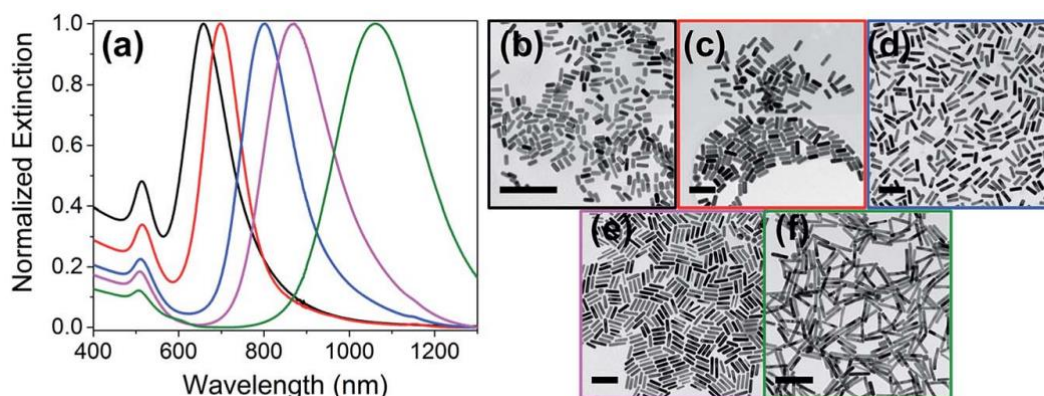 (a)
Normalized Extinction
1.0
0.8
0.6
0.4
0.2
0.0
400 600 800 1000 1200
Wavelength (nm)
(b)
(c)
(d)
(e)
(f)